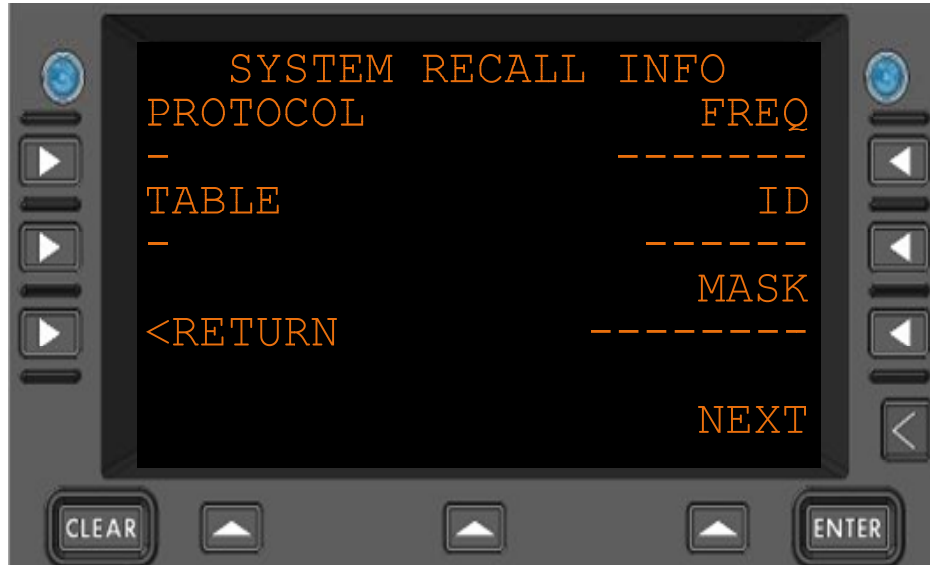 SYSTEM RECALL INFO
PROTOCOL FREQ
- -------
TABLE ID
- ------
MASK
<RETURN ---------
NEXT
CLEAR ENTER